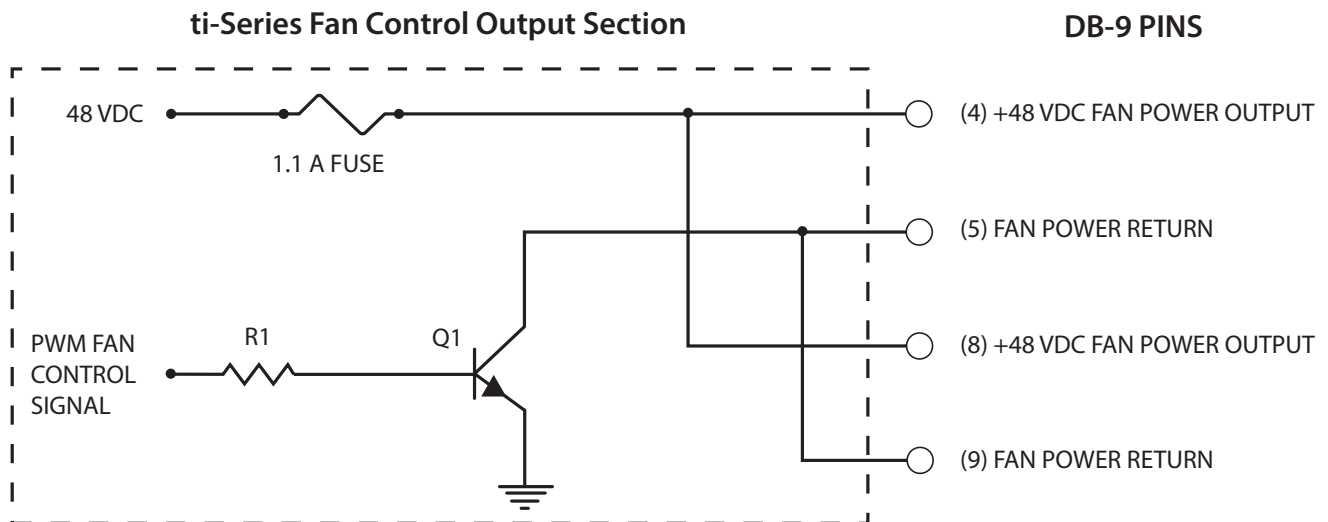 ti-Series Fan Control Output Section
DB-9 PINS
48 VDC
1.1 A FUSE
(4) +48 VDC FAN POWER OUTPUT
(5) FAN POWER RETURN
PWM FAN
CONTROL
SIGNAL
R1
Q1
(8) +48 VDC FAN POWER OUTPUT
(9) FAN POWER RETURN